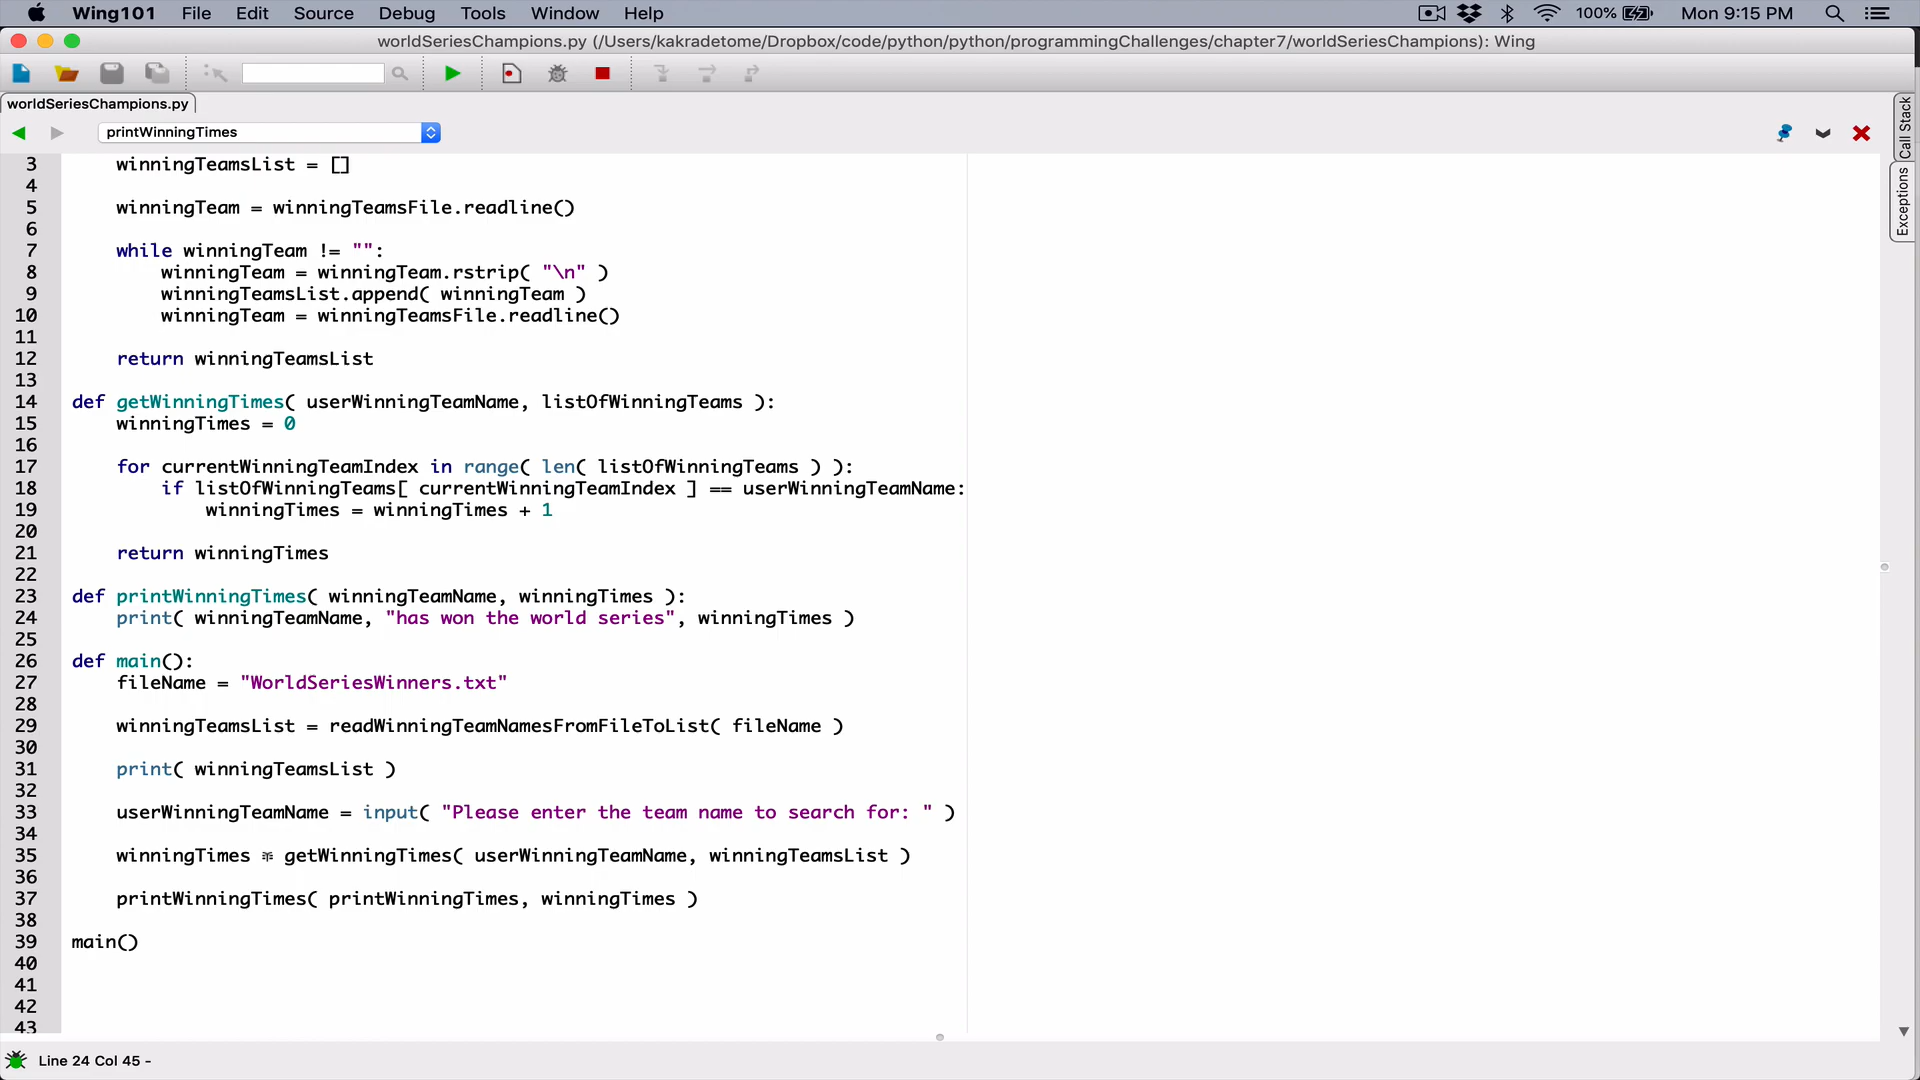 Wing101 File Edit Source Debug Tools Window Help 100% Mon 9:15 PM
worldSeriesChampions.py (/Users/kakradetome/Dropbox/code/python/python/programmingChallenges/chapter7/worldSeriesChampions): Wing
worldSeriesChampions.py
printWinningTimes
Call Stack
Exceptions
3 winningTeamsList = []
4
5 winningTeam = winningTeamsFile.readline()
6
7 while winningTeam != "":
8 winningTeam = winningTeam.rstrip( "\n" )
9 winningTeamsList.append( winningTeam )
10 winningTeam = winningTeamsFile.readline()
11
12 return winningTeamsList
13
14 def getWinningTimes( userWinningTeamName, listOfWinningTeams ):
15 winningTimes = 0
16
17 for currentWinningTeamIndex in range( len( listOfWinningTeams ) ):
18 if listOfWinningTeams[ currentWinningTeamIndex ] == userWinningTeamName:
19 winningTimes = winningTimes + 1
20
21 return winningTimes
22
23 def printWinningTimes( winningTeamName, winningTimes ):
24 print( winningTeamName, "has won the world series", winningTimes )
25
26 def main():
27 fileName = "WorldSeriesWinners.txt"
28
29 winningTeamsList = readWinningTeamNamesFromFileToList( fileName )
30
31 print( winningTeamsList )
32
33 userWinningTeamName = input( "Please enter the team name to search for: " )
34
35 winningTimes = getWinningTimes( userWinningTeamName, winningTeamsList )
36
37 printWinningTimes( printWinningTimes, winningTimes )
38
39 main()
40
41
42
43
Line 24 Col 45 -